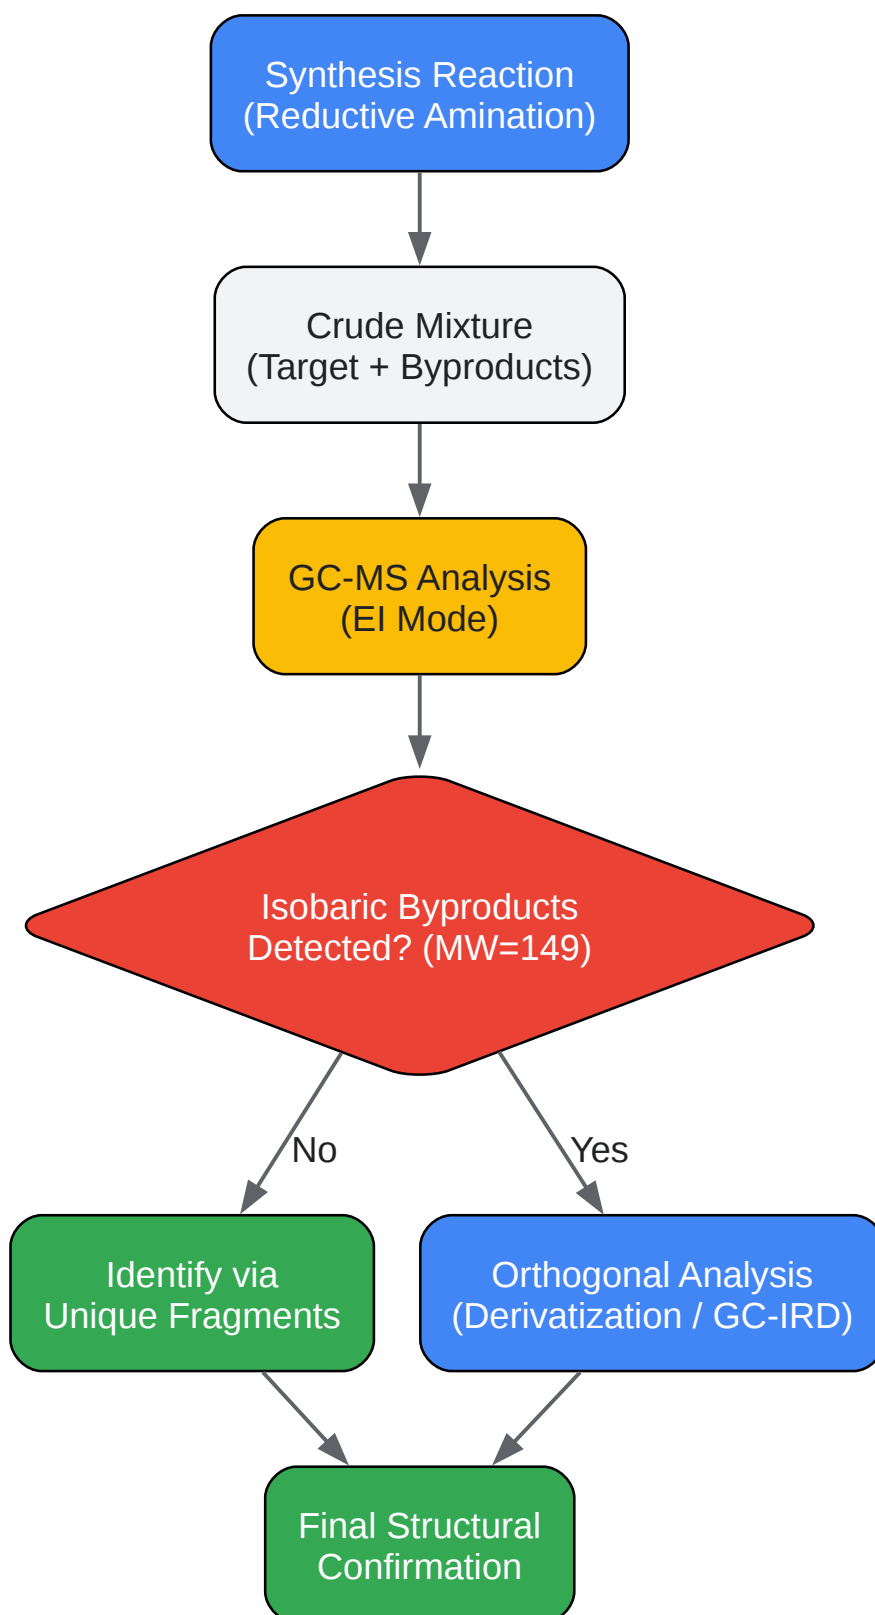 Synthesis Reaction
(Reductive Amination)
Crude Mixture
(Target + Byproducts)
GC-MS Analysis
(EI Mode)
Isobaric Byproducts
Detected? (MW=149)
No
Yes
Identify via
Unique Fragments
Orthogonal Analysis
(Derivatization / GC-IRD)
Final Structural
Confirmation